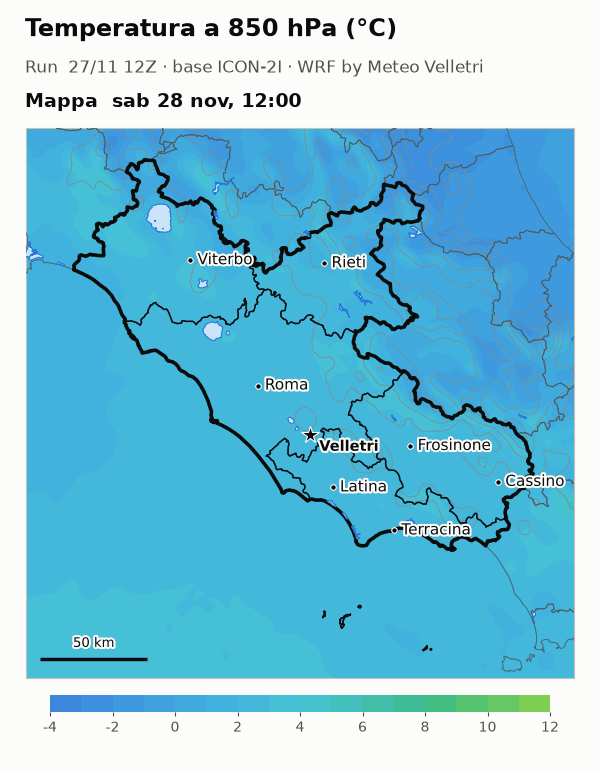 Temperatura a 850 hPa (°C)
Run  27/11 12Z · base ICON-2I · WRF by Meteo Velletri
Mappa  sab 28 nov, 12:00
Viterbo
Rieti
Roma
Velletri
Frosinone
Cassino
Latina
Terracina
50 km
-4 -2 0 2 4 6 8 10 12